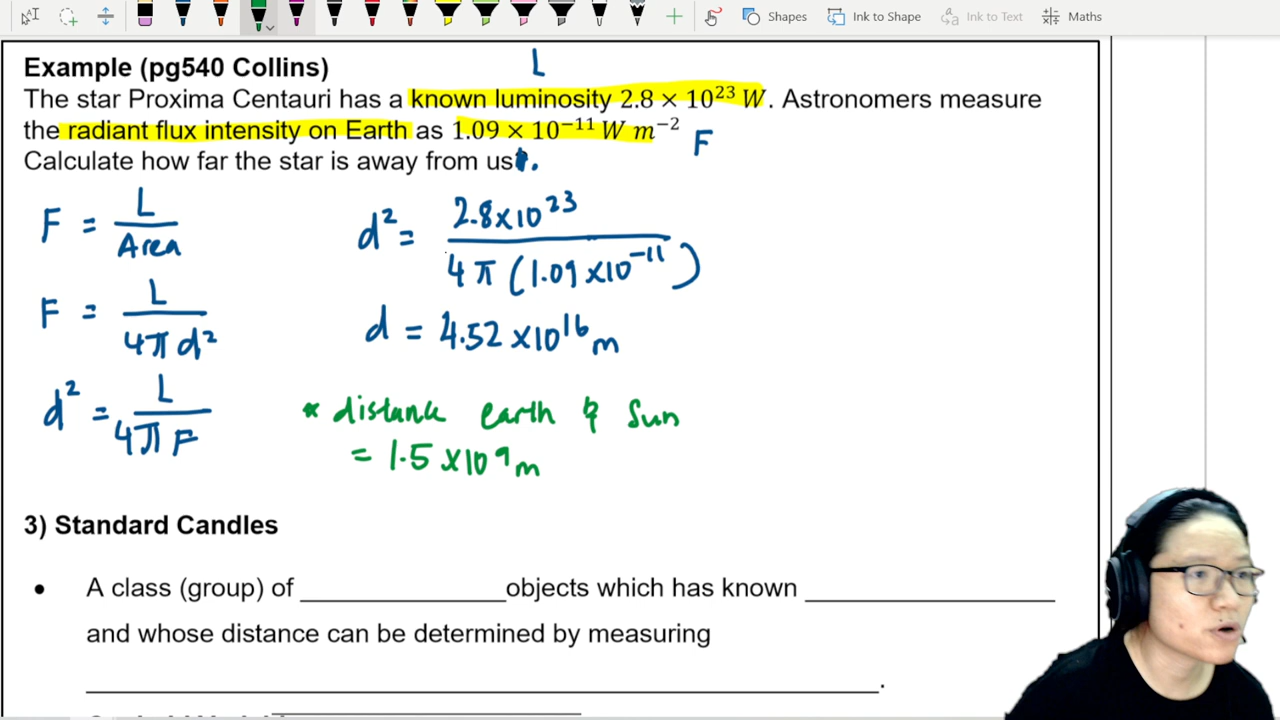 Shapes Ink to Shape Ink to Text Maths
Example (pg540 Collins)
L
The star Proxima Centauri has a known luminosity 2.8 × 10²³ W. Astronomers measure
the radiant flux intensity on Earth as 1.09 × 10⁻¹¹ W m⁻²
F
Calculate how far the star is away from us.
F = L / Area
F = L / 4π d²
d² = L / 4π F
d² = 2.8×10²³ / 4π (1.09×10⁻¹¹)
d = 4.52×10¹⁶ m
* distance earth & Sun
= 1.5×10⁹ m
3) Standard Candles
• A class (group) of ____________ objects which has known ____________
and whose distance can be determined by measuring
____________.